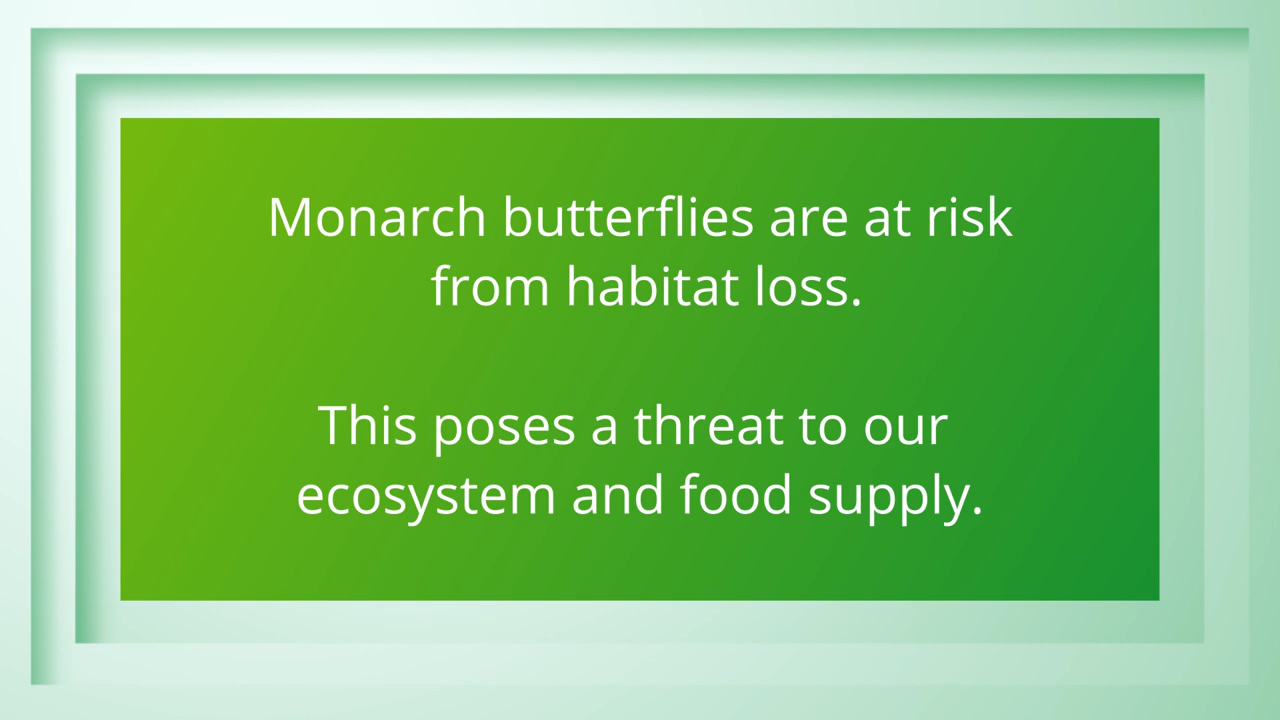 Monarch butterflies are at risk
from habitat loss.
This poses a threat to our
ecosystem and food supply.